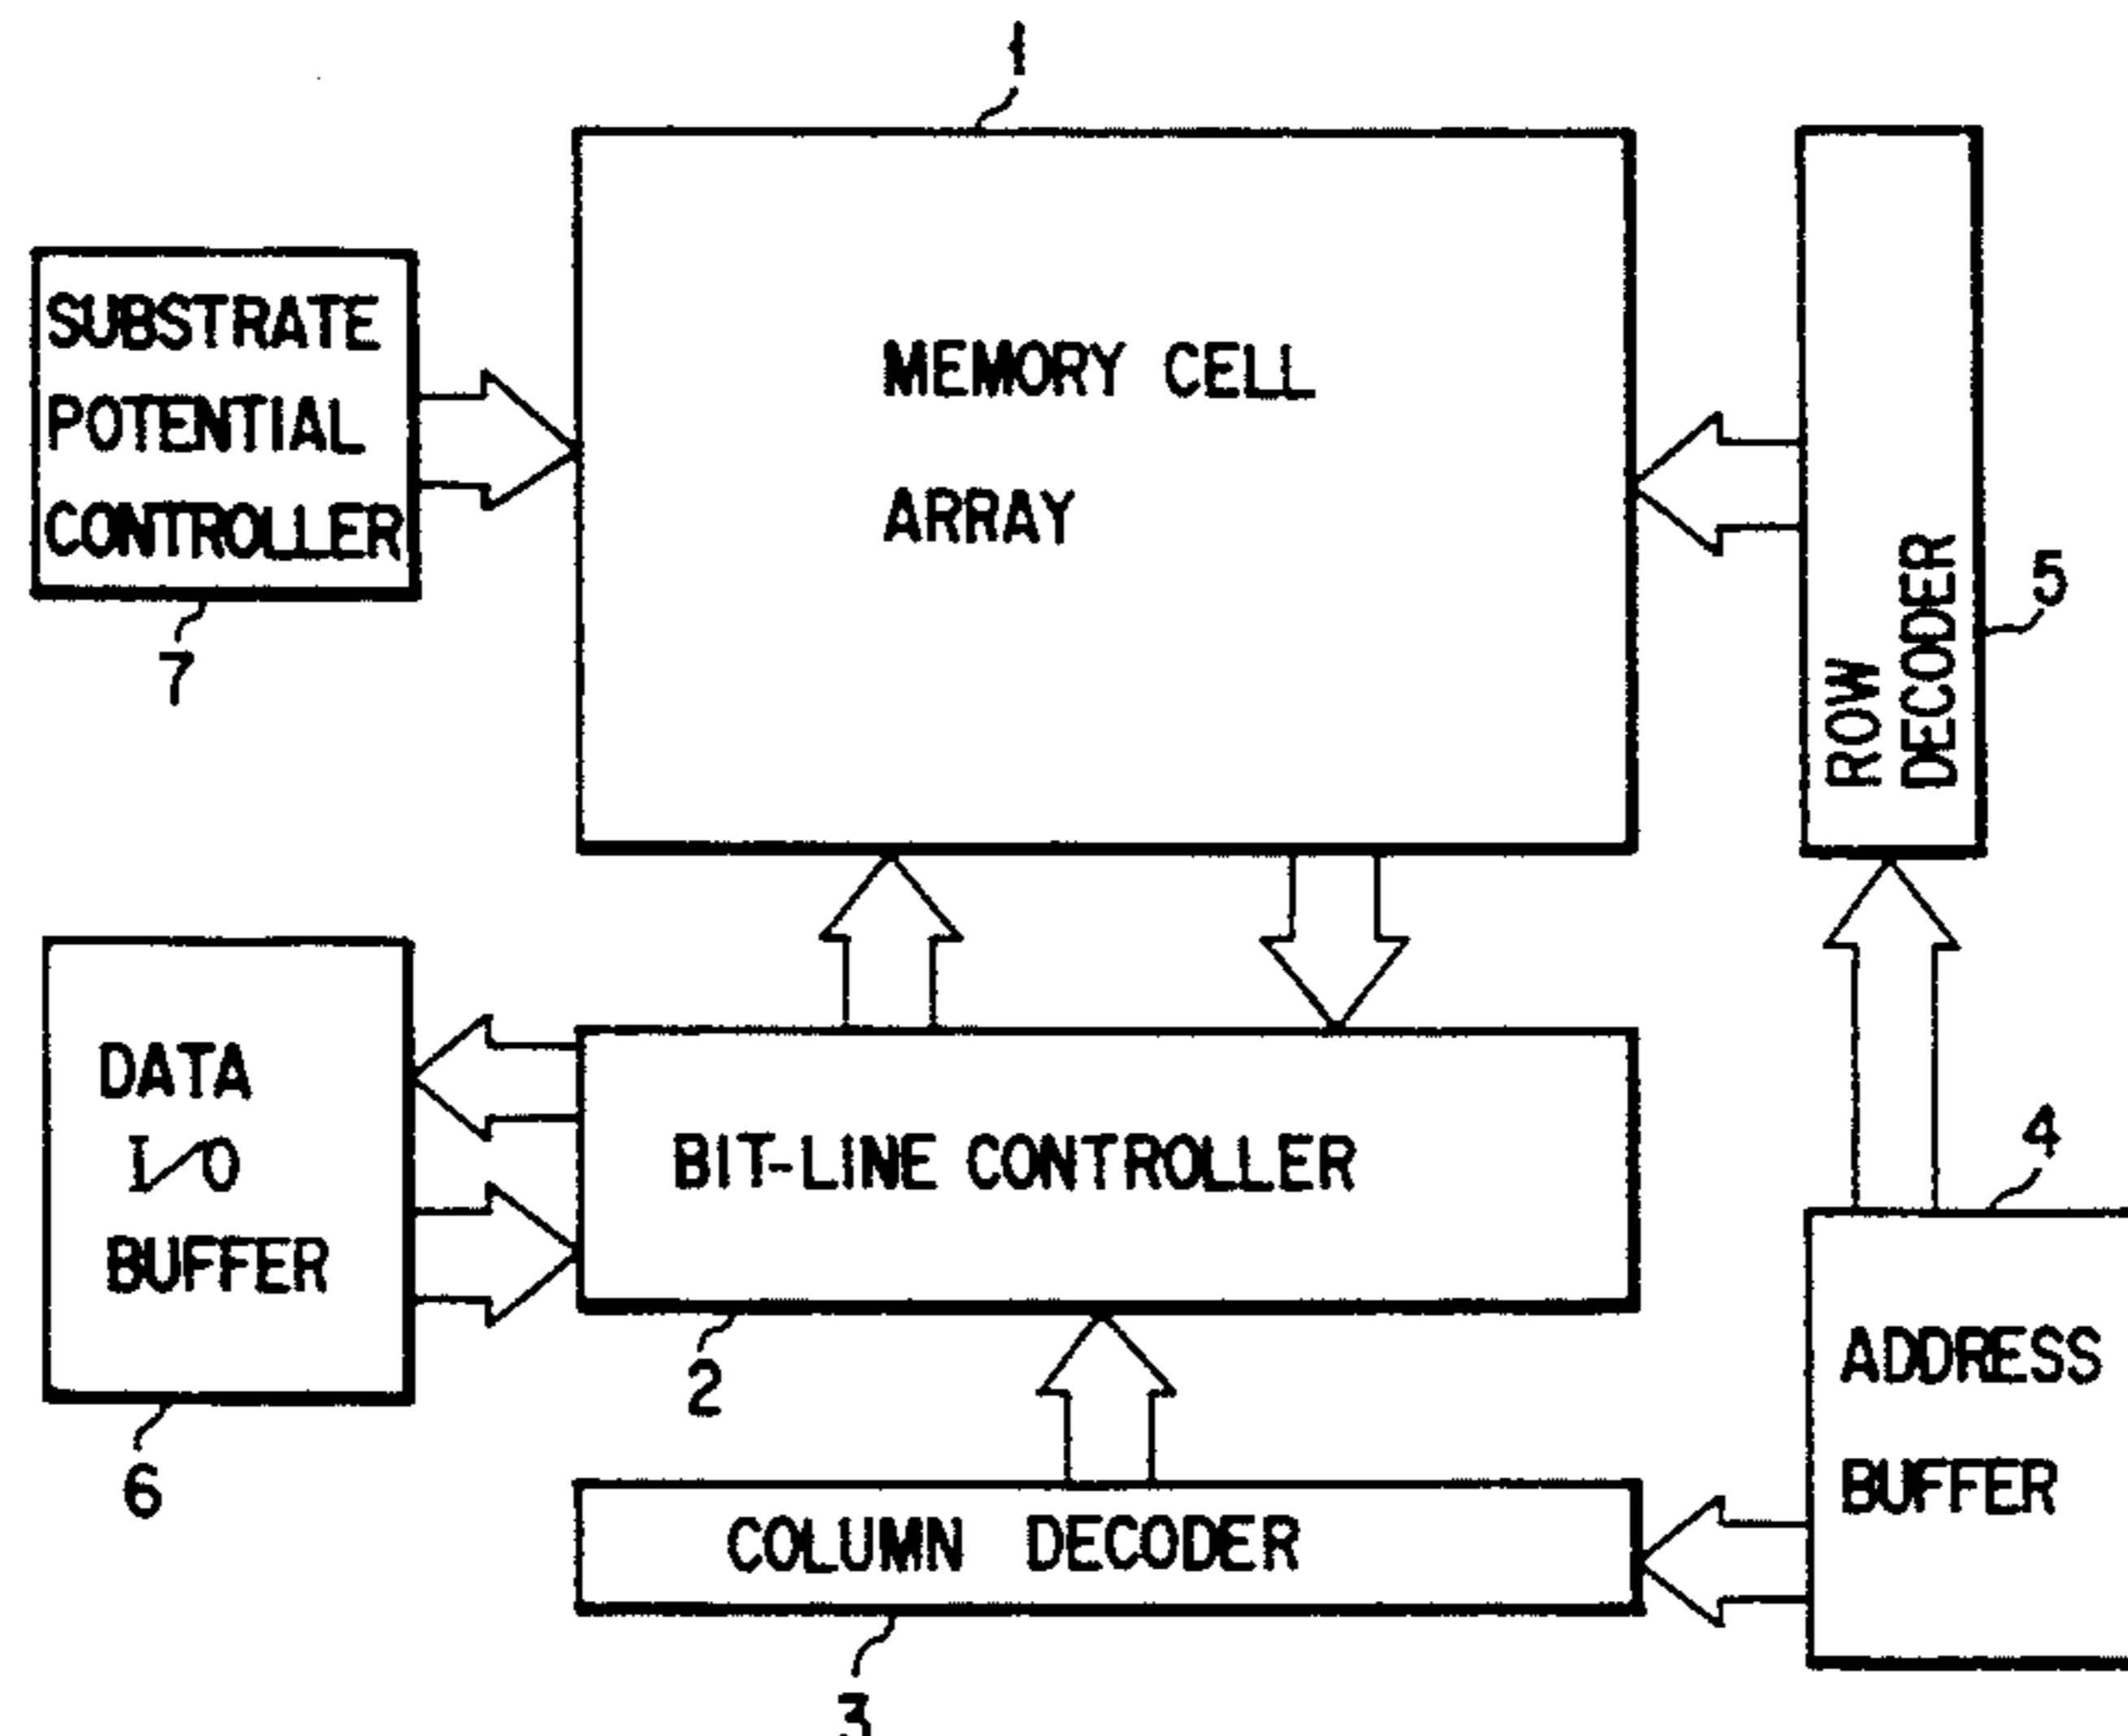 1
SUBSTRATE
POTENTIAL
CONTROLLER
7
MEMORY CELL
ARRAY
ROW
DECODER
5
DATA
I/O
BUFFER
6
BIT-LINE CONTROLLER
2
4
ADDRESS
BUFFER
COLUMN DECODER
3